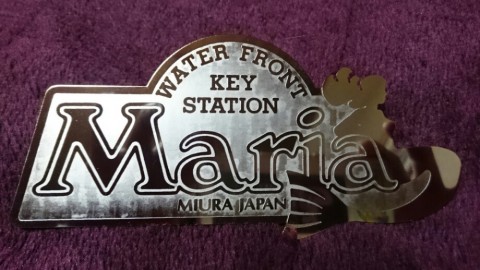 WATER FRONT
KEY
STATION
Maria
MIURA JAPAN